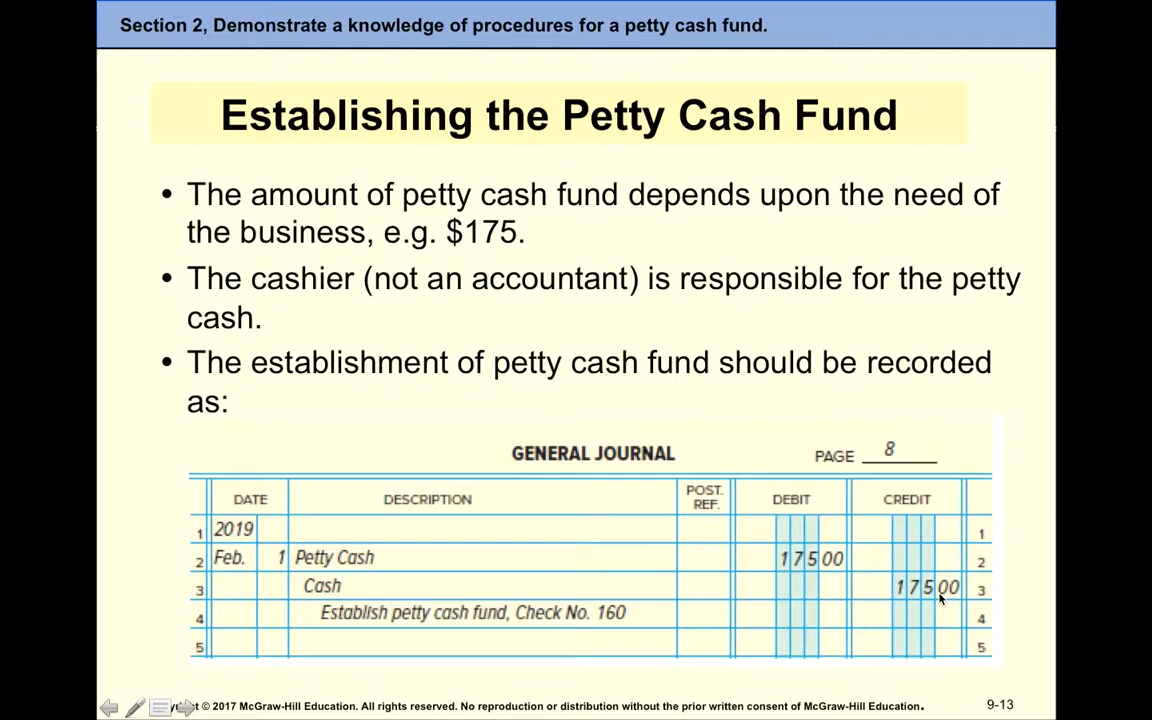 Section 2, Demonstrate a knowledge of procedures for a petty cash fund.
Establishing the Petty Cash Fund
• The amount of petty cash fund depends upon the need of
the business, e.g. $175.
• The cashier (not an accountant) is responsible for the petty
cash.
• The establishment of petty cash fund should be recorded
as:
GENERAL JOURNAL PAGE 8
DATE DESCRIPTION POST. REF. DEBIT CREDIT
1 2019 1
2 Feb. 1 Petty Cash 175 00 2
3 Cash 175 00 3
4 Establish petty cash fund, Check No. 160 4
5 5
© 2017 McGraw-Hill Education. All rights reserved. No reproduction or distribution without the prior written consent of McGraw-Hill Education.
9-13